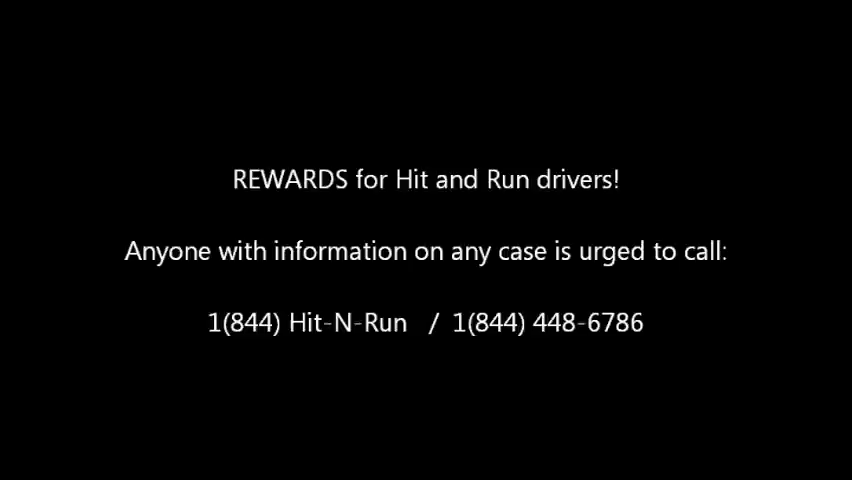 REWARDS for Hit and Run drivers!
Anyone with information on any case is urged to call:
1(844) Hit-N-Run / 1(844) 448-6786